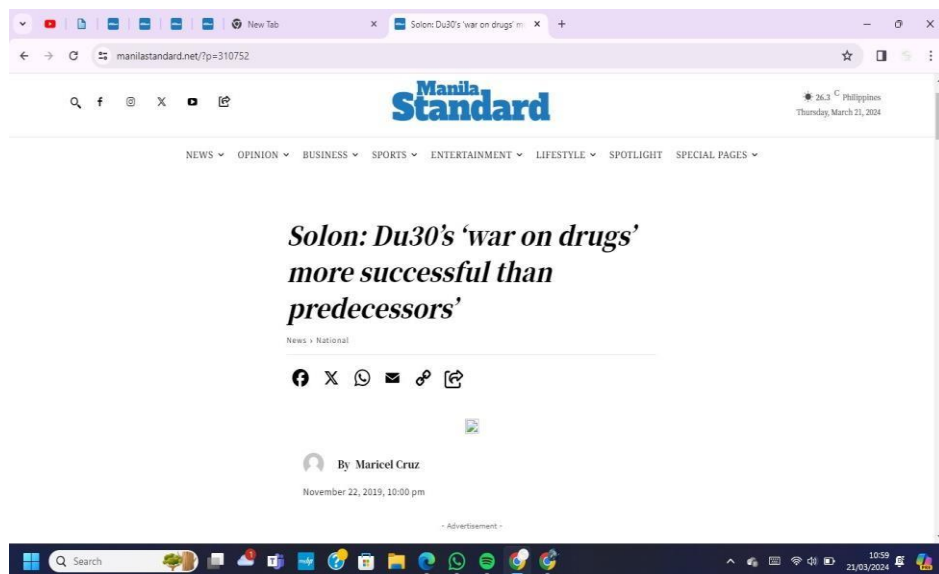 New Tab
Solon: Du30's 'war on drugs' m
manilastandard.net/?p=310752
Manila
Standard
26.3 C Philippines
Thursday, March 21, 2024
NEWS OPINION BUSINESS SPORTS ENTERTAINMENT LIFESTYLE SPOTLIGHT SPECIAL PAGES
Solon: Du30's 'war on drugs'
more successful than
predecessors'
News › National
By Maricel Cruz
November 22, 2019, 10:00 pm
- Advertisement -
Search
10:59
21/03/2024